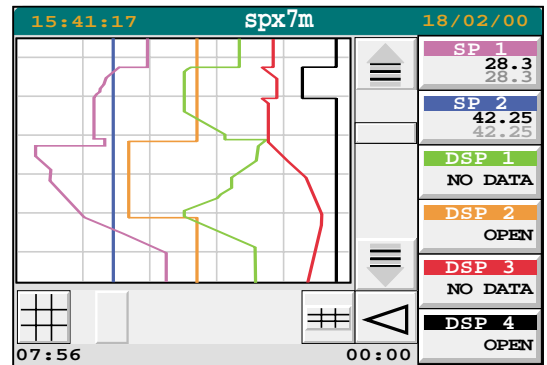 15:41:17 spx7m 18/02/00
SP 1
28.3
28.3
SP 2
42.25
42.25
DSP 1
NO DATA
DSP 2
OPEN
DSP 3
NO DATA
DSP 4
OPEN
07:56 00:00